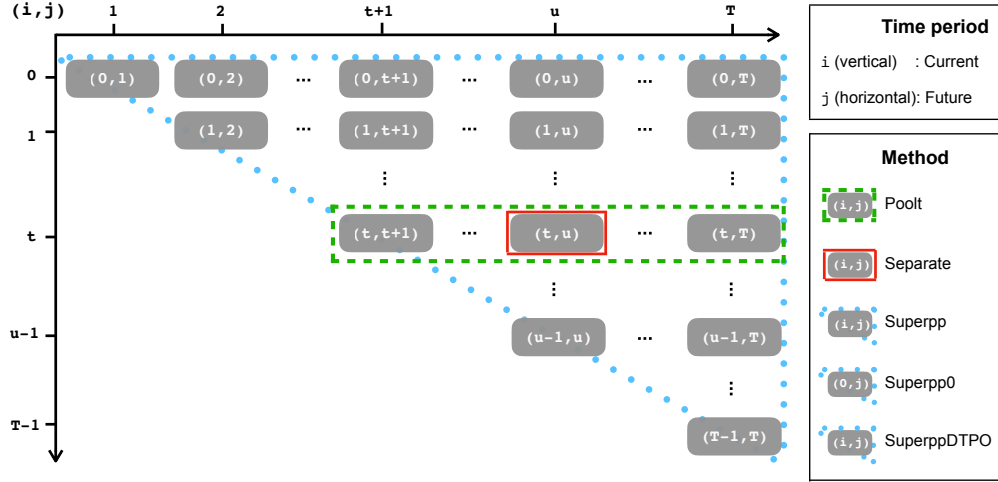 (i,j) 1 2 t+1 u T
0 (0,1) (0,2) ... (0,t+1) ... (0,u) ... (0,T)
1 (1,2) ... (1,t+1) ... (1,u) ... (1,T)
⋮ ⋮ ⋮
t (t,t+1) ... (t,u) ... (t,T)
⋮ ⋮
u-1 (u-1,u) ... (u-1,T)
⋮
T-1 (T-1,T)
Time period
i (vertical) : Current
j (horizontal): Future
Method
(i,j) Poolt
(i,j) Separate
(i,j) Superpp
(0,j) Superpp0
(i,j) SuperppDTPO